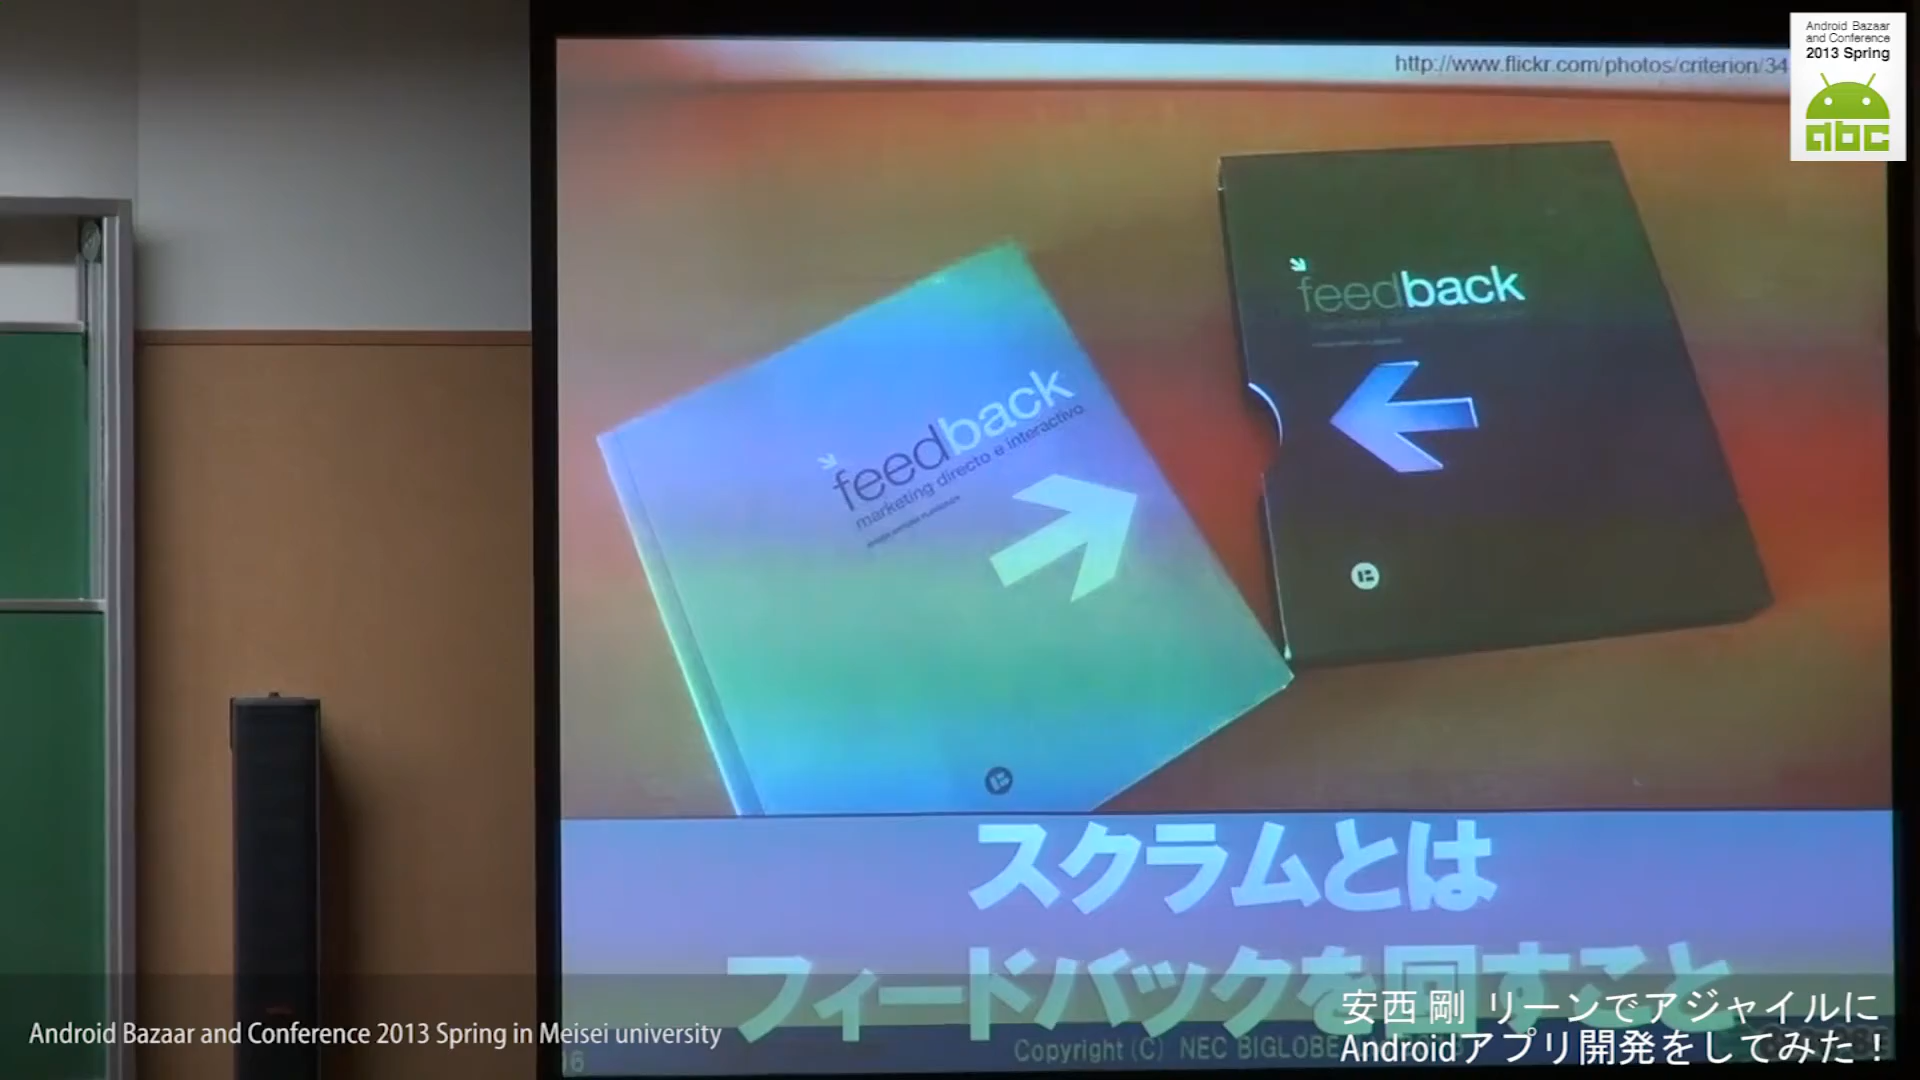 http://www.flickr.com/photos/criterion/34
Android Bazaar
and Conference
2013 Spring
abc
feedback
feedback
marketing directo e interactivo
スクラムとは
フィードバックを回すこと
安西 剛 リーンでアジャイルに
Androidアプリ開発をしてみた！
Android Bazaar and Conference 2013 Spring in Meisei university
Copyright (C) NEC BIGLOBE